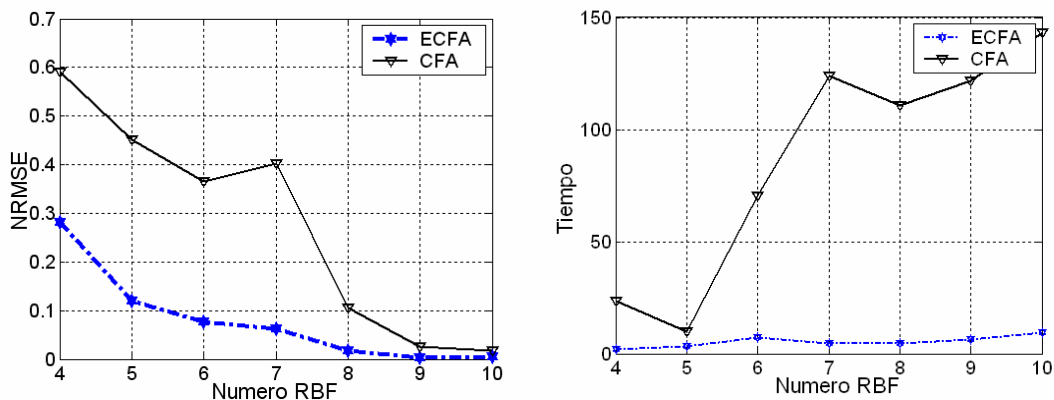 0.7
0.6
0.5
0.4
0.3
0.2
0.1
0
NRMSE
ECFA
CFA
4 5 6 7 8 9 10
Numero RBF
150
100
50
0
Tiempo
ECFA
CFA
4 5 6 7 8 9 10
Numero RBF